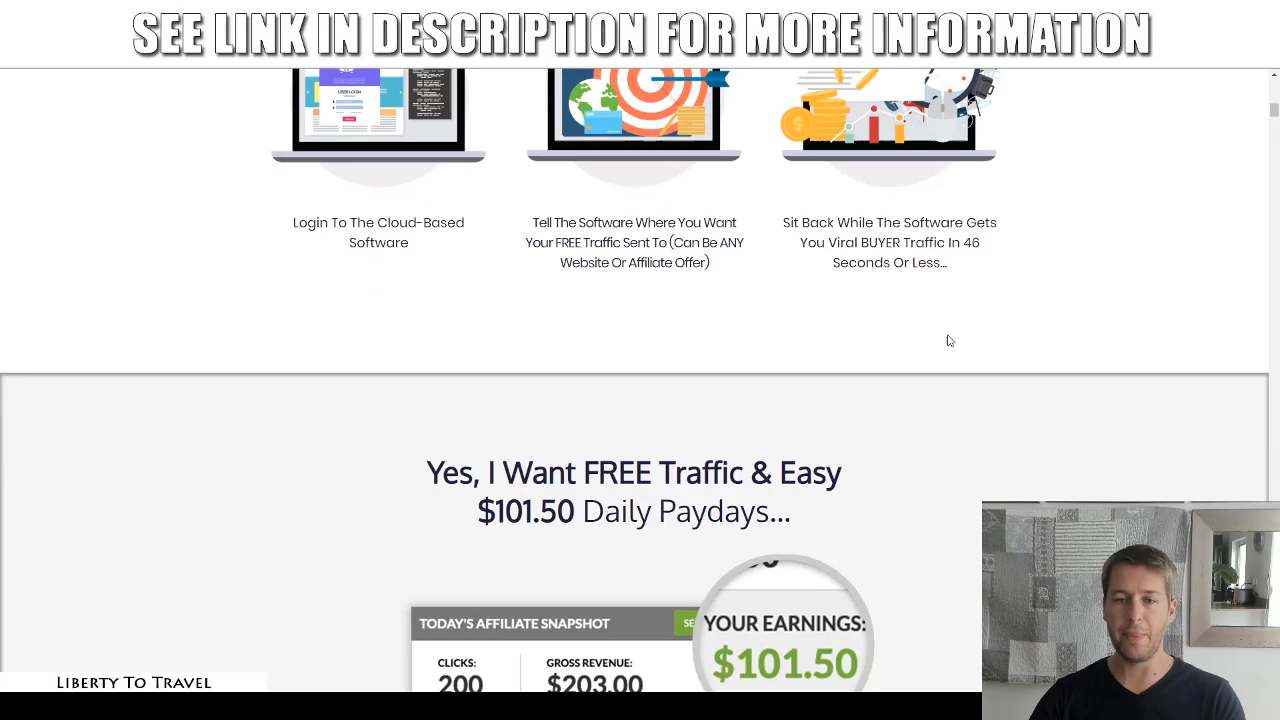 SEE LINK IN DESCRIPTION FOR MORE INFORMATION
USER LOGIN
Login To The Cloud-Based
Software
Tell The Software Where You Want
Your FREE Traffic Sent To (Can Be ANY
Website Or Affiliate Offer)
Sit Back While The Software Gets
You Viral BUYER Traffic In 46
Seconds Or Less...
Yes, I Want FREE Traffic & Easy
$101.50 Daily Paydays...
TODAY'S AFFILIATE SNAPSHOT
SE
YOUR EARNINGS:
$101.50
CLICKS:
200
GROSS REVENUE:
$203.00
LIBERTY TO TRAVEL